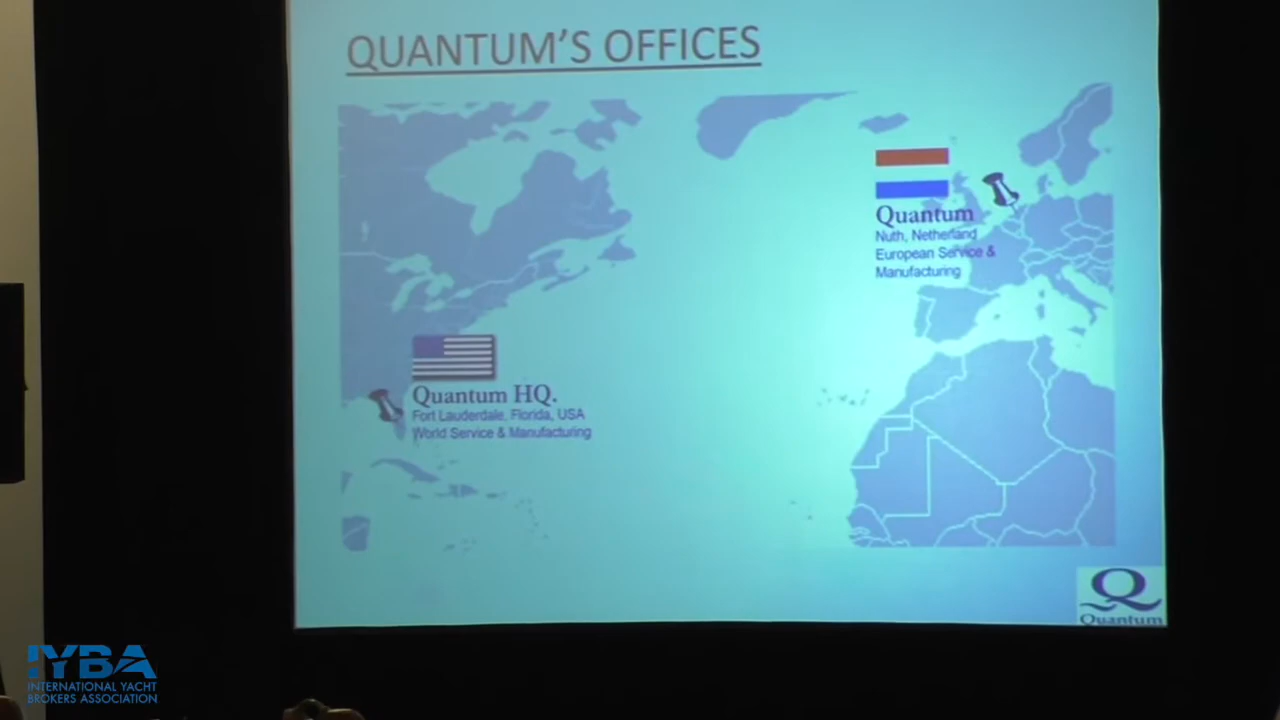 QUANTUM'S OFFICES
Quantum
Nuth, Netherland
European Service &
Manufacturing
Quantum HQ.
Fort Lauderdale, Florida, USA
World Service & Manufacturing
Q
Quantum
IYBA
INTERNATIONAL YACHT
BROKERS ASSOCIATION